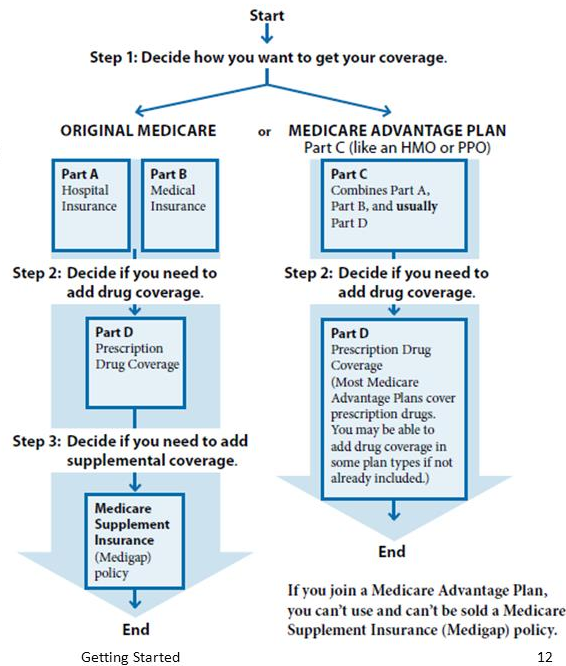 Start
Step 1: Decide how you want to get your coverage.
ORIGINAL MEDICARE
or
MEDICARE ADVANTAGE PLAN
Part C (like an HMO or PPO)
Part A
Hospital
Insurance
Part B
Medical
Insurance
Part C
Combines Part A,
Part B, and usually
Part D
Step 2: Decide if you need to
add drug coverage.
Step 2: Decide if you need to
add drug coverage.
Part D
Prescription
Drug Coverage
Part D
Prescription Drug
Coverage
(Most Medicare
Advantage Plans cover
prescription drugs.
You may be able to
add drug coverage in
some plan types if not
already included.)
Step 3: Decide if you need to add
supplemental coverage.
Medicare
Supplement
Insurance
(Medigap)
policy
End
End
If you join a Medicare Advantage Plan,
you can't use and can't be sold a Medicare
Supplement Insurance (Medigap) policy.
Getting Started
12